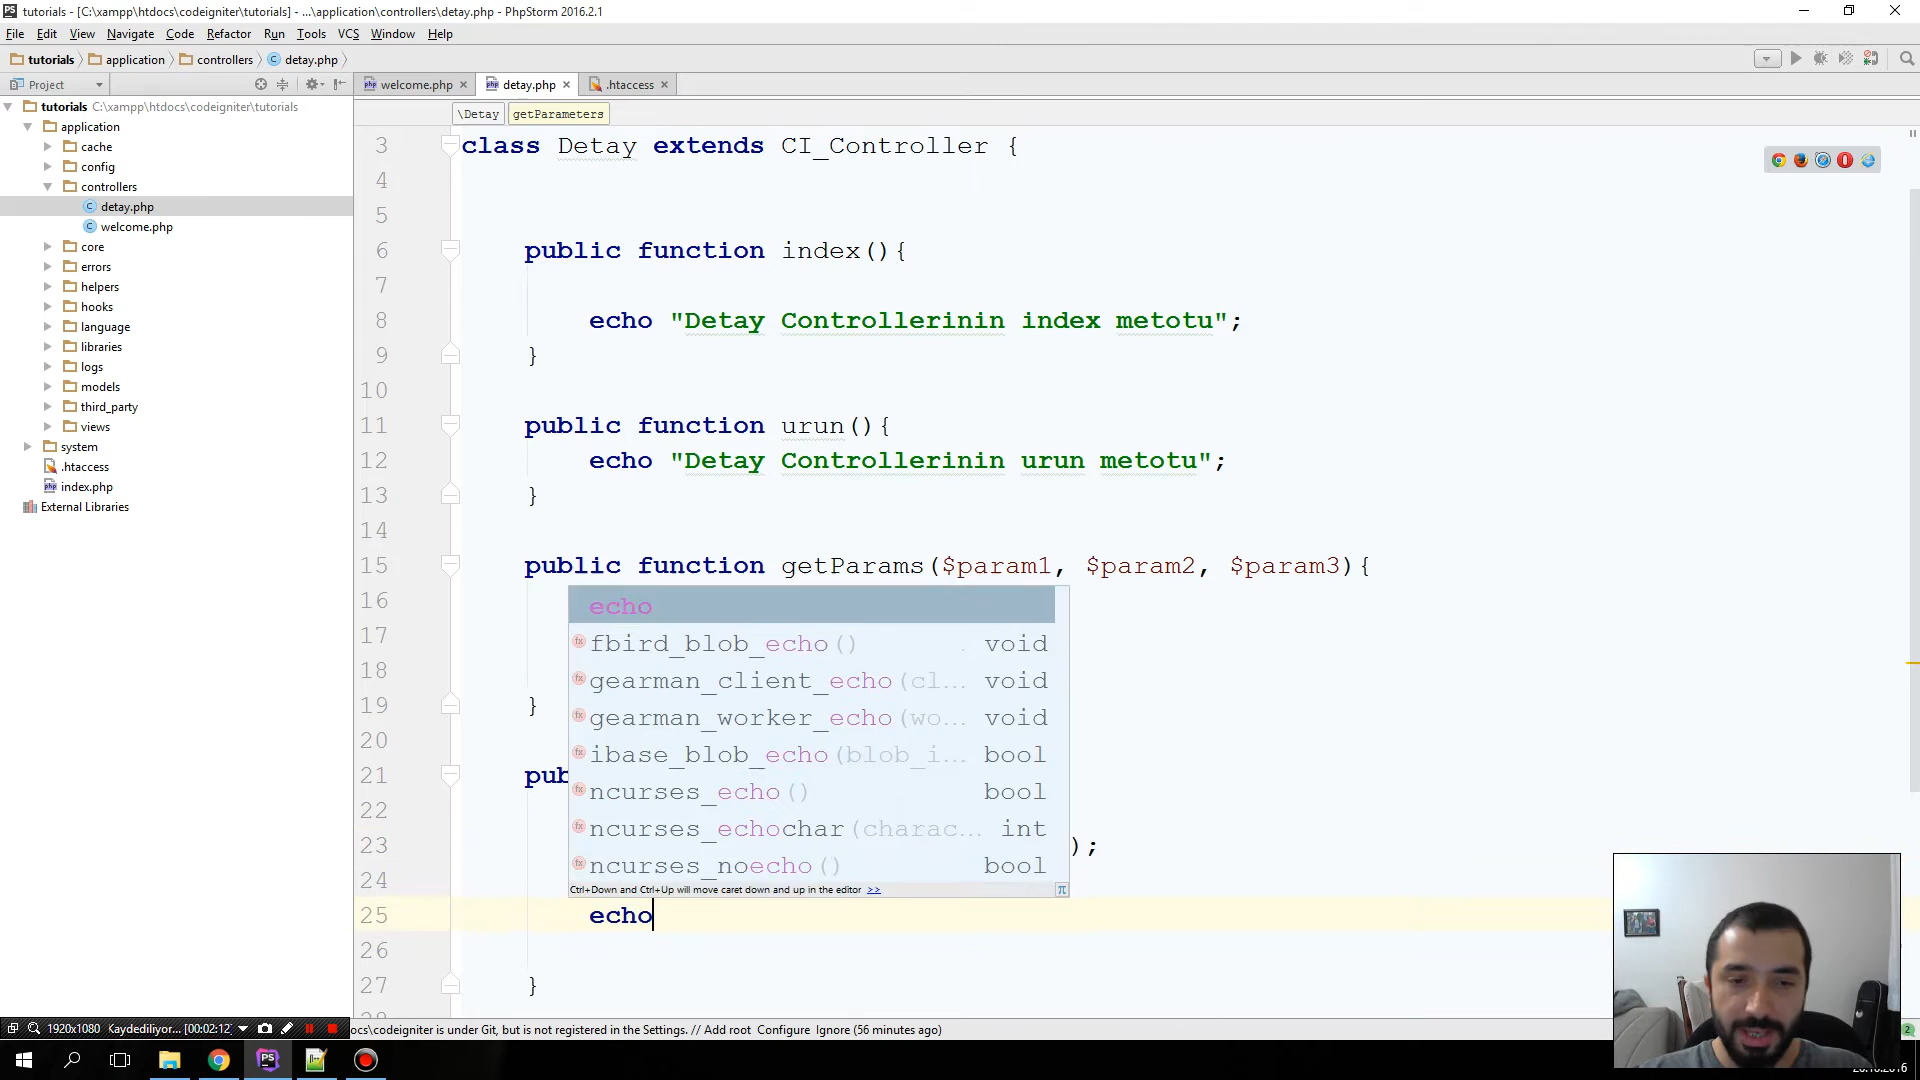 tutorials - [C:\xampp\htdocs\codeigniter\tutorials] - ...\application\controllers\detay.php - PhpStorm 2016.2.1
File Edit View Navigate Code Refactor Run Tools VCS Window Help
tutorials application controllers detay.php
Project
welcome.php detay.php .htaccess
\Detay getParameters
tutorials C:\xampp\htdocs\codeigniter\tutorials
application
cache
config
controllers
detay.php
welcome.php
core
errors
helpers
hooks
language
libraries
logs
models
third_party
views
system
.htaccess
index.php
External Libraries
3 class Detay extends CI_Controller {
4
5
6 public function index(){
7
8 echo "Detay Controllerinin index metotu";
9 }
10
11 public function urun(){
12 echo "Detay Controllerinin urun metotu";
13 }
14
15 public function getParams($param1, $param2, $param3){
16
17
18
19 }
20
21 pub
22
23 );
24
25 echo
26
27 }
echo
fbird_blob_echo() void
gearman_client_echo(cl... void
gearman_worker_echo(wo... void
ibase_blob_echo(blob_i... bool
ncurses_echo() bool
ncurses_echochar(charac... int
ncurses_noecho() bool
Ctrl+Down and Ctrl+Up will move caret down and up in the editor >> π
1920x1080 Kaydediliyor... [00:02:12]
ocs\codeigniter is under Git, but is not registered in the Settings. // Add root Configure Ignore (56 minutes ago)
2